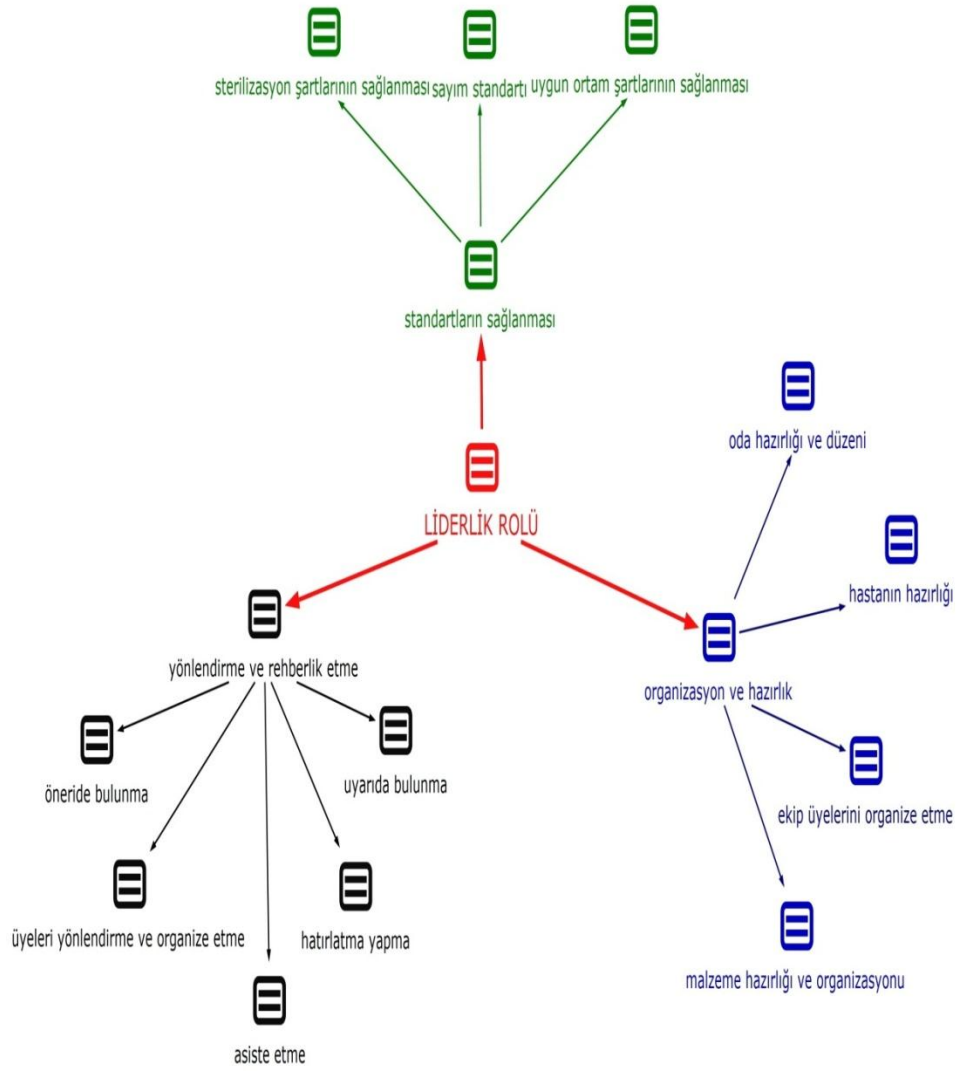 sterilizasyon şartlarının sağlanması
sayım standartı
uygun ortam şartlarının sağlanması
standartların sağlanması
oda hazırlığı ve düzeni
LİDERLİK ROLÜ
hastanın hazırlığı
yönlendirme ve rehberlik etme
organizasyon ve hazırlık
öneride bulunma
uyarıda bulunma
ekip üyelerini organize etme
üyeleri yönlendirme ve organize etme
hatırlatma yapma
malzeme hazırlığı ve organizasyonu
asiste etme